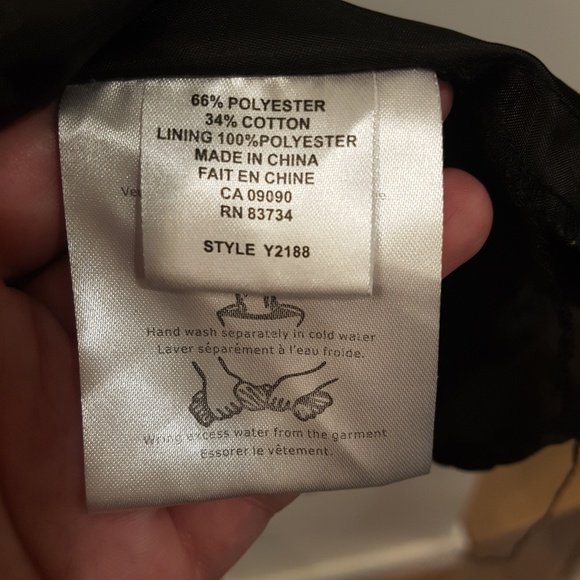 66% POLYESTER
34% COTTON
LINING 100%POLYESTER
MADE IN CHINA
FAIT EN CHINE
CA 09090
RN 83734
STYLE Y2188
Hand wash separately in cold water
Laver séparément à l'eau froide.
Wring excess water from the garment
Essorer le vêtement.